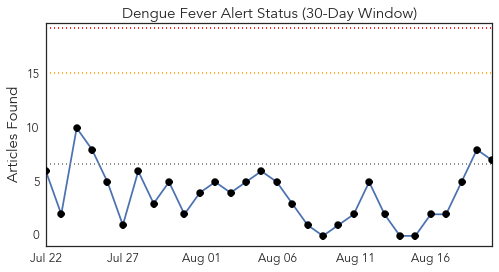 Dengue Fever Alert Status (30-Day Window)
Articles Found
15
10
5
0
Jul 22 Jul 27 Aug 01 Aug 06 Aug 11 Aug 16